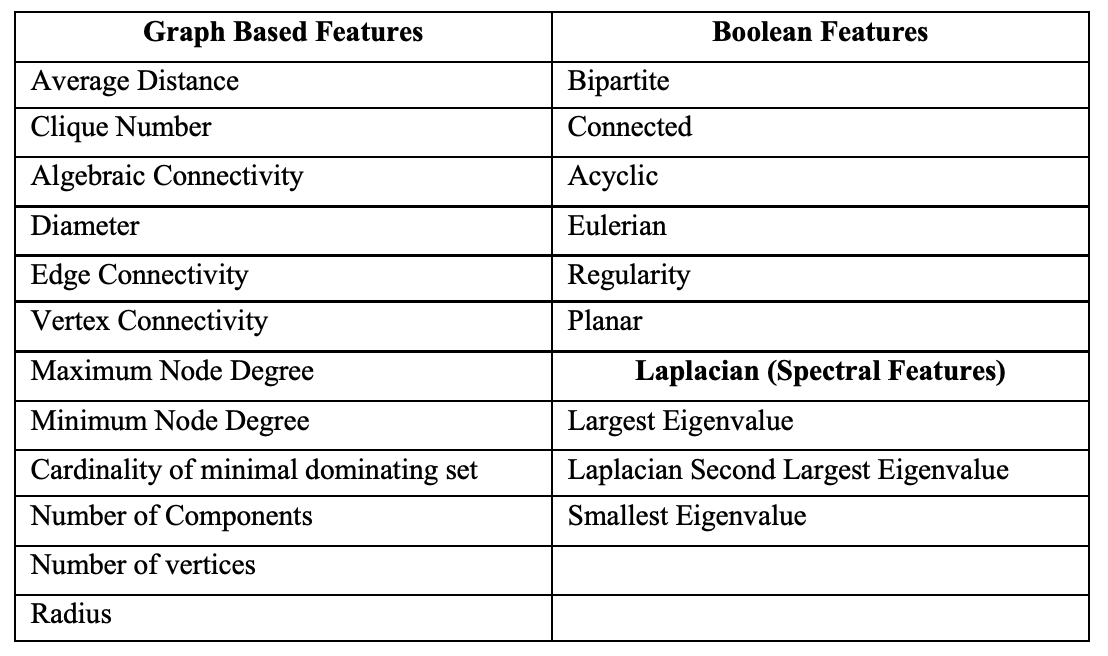 Graph Based Features Boolean Features
Average Distance Bipartite
Clique Number Connected
Algebraic Connectivity Acyclic
Diameter Eulerian
Edge Connectivity Regularity
Vertex Connectivity Planar
Maximum Node Degree Laplacian (Spectral Features)
Minimum Node Degree Largest Eigenvalue
Cardinality of minimal dominating set Laplacian Second Largest Eigenvalue
Number of Components Smallest Eigenvalue
Number of vertices
Radius